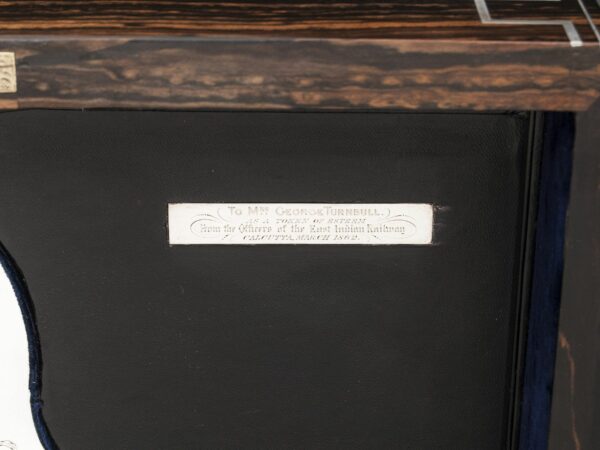 To Mrs George Turnbull.
AS A TOKEN OF ESTEEM
From the Officers of the East Indian Railway
CALCUTTA, MARCH 1862.